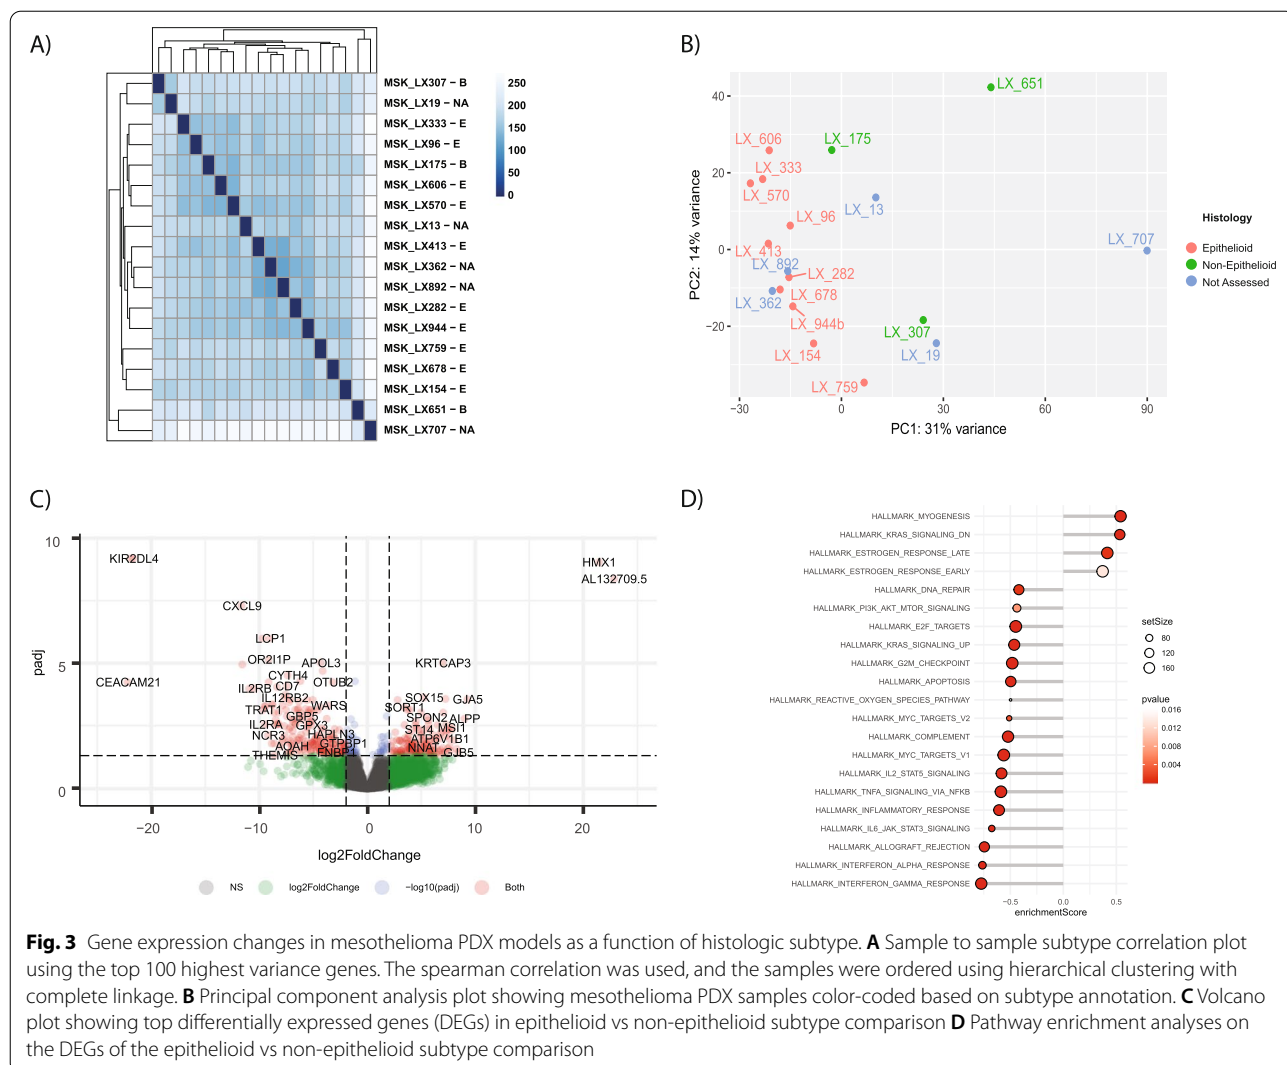 A)
MSK_LX307 – B
MSK_LX19 – NA
MSK_LX333 – E
MSK_LX96 – E
MSK_LX175 – B
MSK_LX606 – E
MSK_LX570 – E
MSK_LX13 – NA
MSK_LX413 – E
MSK_LX362 – NA
MSK_LX892 – NA
MSK_LX282 – E
MSK_LX944 – E
MSK_LX759 – E
MSK_LX678 – E
MSK_LX154 – E
MSK_LX651 – B
MSK_LX707 – NA
250
200
150
100
50
0
B)
PC2: 14% variance
40
20
0
−20
LX_651
LX_606
LX_175
LX_333
LX_570
LX_13
LX_96
LX_413
LX_707
LX_892
LX_282
LX_362
LX_678
LX_944b
LX_307
LX_154
LX_19
LX_759
−30
0
30
60
90
PC1: 31% variance
Histology
Epithelioid
Non-Epithelioid
Not Assessed
C)
padj
10
5
0
KIR2DL4
HMX1
AL132709.5
CXCL9
LCP1
OR2I1P
APOL3
KRTCAP3
CYTH4
CEACAM21
OTUB2
IL2RB
CD7
IL12RB2
SOX15
GJA5
TRAT1
WARS
SORT1
GBP5
SPON2
ALPP
IL2RA
GPX3
ST14
MSI1
NCR3
HAPLN3
ATP6V1B1
AOAH
GTPBP1
NNAT
THEMIS
FNBP1
GJB5
−20
−10
0
10
20
log2FoldChange
NS
log2FoldChange
−log10(padj)
Both
D)
HALLMARK_MYOGENESIS
HALLMARK_KRAS_SIGNALING_DN
HALLMARK_ESTROGEN_RESPONSE_LATE
HALLMARK_ESTROGEN_RESPONSE_EARLY
HALLMARK_DNA_REPAIR
HALLMARK_PI3K_AKT_MTOR_SIGNALING
HALLMARK_E2F_TARGETS
HALLMARK_KRAS_SIGNALING_UP
HALLMARK_G2M_CHECKPOINT
HALLMARK_APOPTOSIS
HALLMARK_REACTIVE_OXYGEN_SPECIES_PATHWAY
HALLMARK_MYC_TARGETS_V2
HALLMARK_COMPLEMENT
HALLMARK_MYC_TARGETS_V1
HALLMARK_IL2_STAT5_SIGNALING
HALLMARK_TNFA_SIGNALING_VIA_NFKB
HALLMARK_INFLAMMATORY_RESPONSE
HALLMARK_IL6_JAK_STAT3_SIGNALING
HALLMARK_ALLOGRAFT_REJECTION
HALLMARK_INTERFERON_ALPHA_RESPONSE
HALLMARK_INTERFERON_GAMMA_RESPONSE
−0.5
0.0
0.5
enrichmentScore
setSize
80
120
160
pvalue
0.016
0.012
0.008
0.004
Fig. 3 Gene expression changes in mesothelioma PDX models as a function of histologic subtype. A Sample to sample subtype correlation plot
using the top 100 highest variance genes. The spearman correlation was used, and the samples were ordered using hierarchical clustering with
complete linkage. B Principal component analysis plot showing mesothelioma PDX samples color-coded based on subtype annotation. C Volcano
plot showing top differentially expressed genes (DEGs) in epithelioid vs non-epithelioid subtype comparison D Pathway enrichment analyses on
the DEGs of the epithelioid vs non-epithelioid subtype comparison